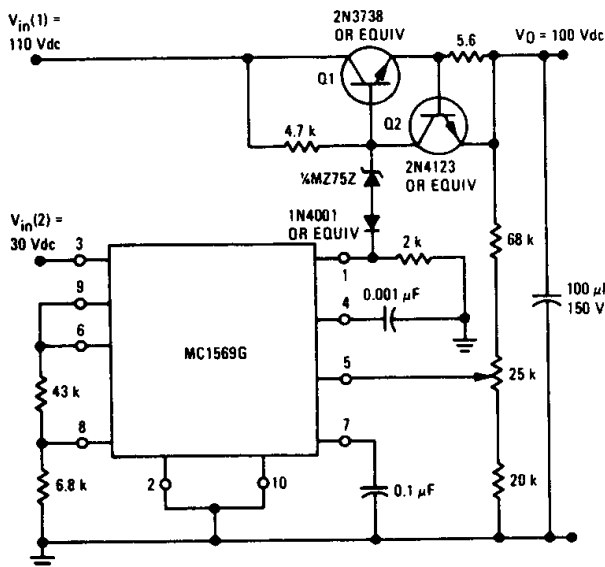 Vin(1) =
110 Vdc
2N3738
OR EQUIV
5.6
VO = 100 Vdc
Q1
Q2
4.7 k
2N4123
OR EQUIV
¼MZ75Z
1N4001
OR EQUIV
Vin(2) =
30 Vdc
3
1
2 k
68 k
9
4
0.001 µF
100 µF
150 V
6
MC1569G
5
25 k
43 k
8
7
6.8 k
2
10
0.1 µF
20 k